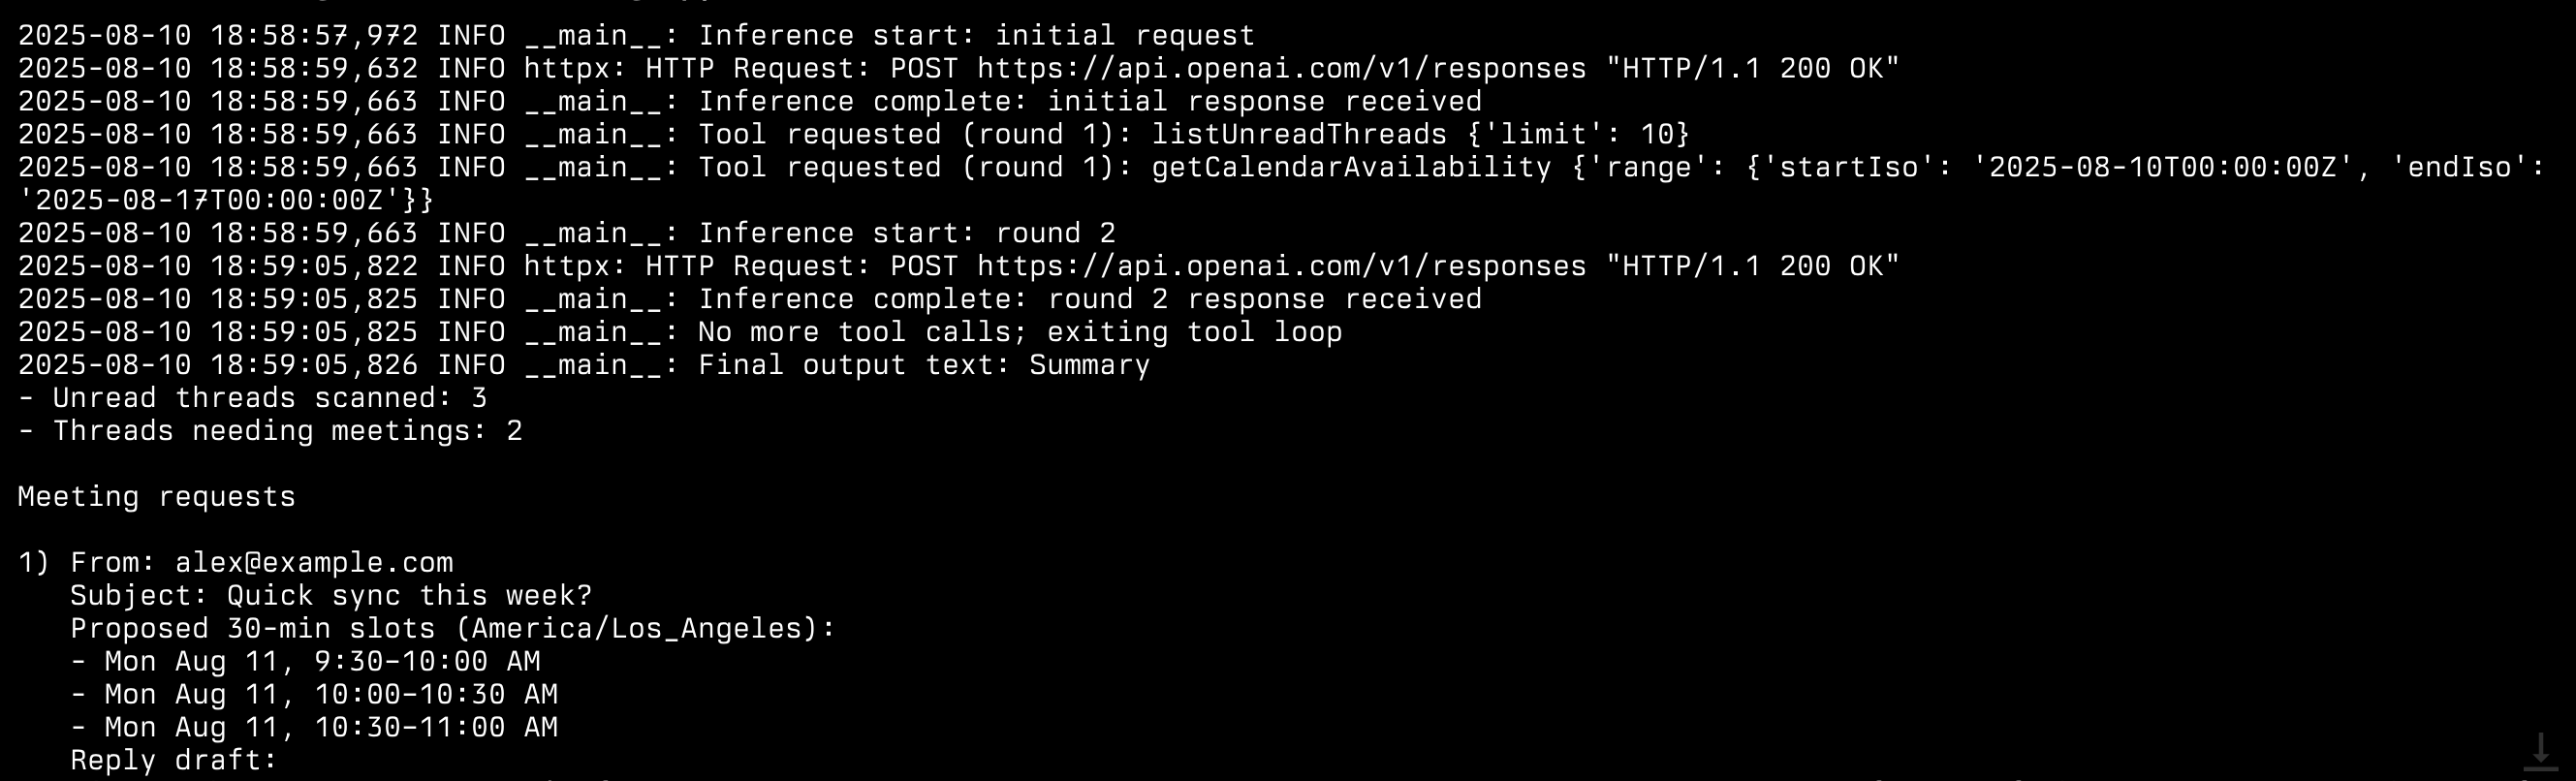 2025-08-10 18:58:57,972 INFO __main__: Inference start: initial request
2025-08-10 18:58:59,632 INFO httpx: HTTP Request: POST https://api.openai.com/v1/responses "HTTP/1.1 200 OK"
2025-08-10 18:58:59,663 INFO __main__: Inference complete: initial response received
2025-08-10 18:58:59,663 INFO __main__: Tool requested (round 1): listUnreadThreads {'limit': 10}
2025-08-10 18:58:59,663 INFO __main__: Tool requested (round 1): getCalendarAvailability {'range': {'startIso': '2025-08-10T00:00:00Z', 'endIso':
'2025-08-17T00:00:00Z'}}
2025-08-10 18:58:59,663 INFO __main__: Inference start: round 2
2025-08-10 18:59:05,822 INFO httpx: HTTP Request: POST https://api.openai.com/v1/responses "HTTP/1.1 200 OK"
2025-08-10 18:59:05,825 INFO __main__: Inference complete: round 2 response received
2025-08-10 18:59:05,825 INFO __main__: No more tool calls; exiting tool loop
2025-08-10 18:59:05,826 INFO __main__: Final output text: Summary
- Unread threads scanned: 3
- Threads needing meetings: 2
Meeting requests
1) From: alex@example.com
Subject: Quick sync this week?
Proposed 30-min slots (America/Los_Angeles):
- Mon Aug 11, 9:30–10:00 AM
- Mon Aug 11, 10:00–10:30 AM
- Mon Aug 11, 10:30–11:00 AM
Reply draft: